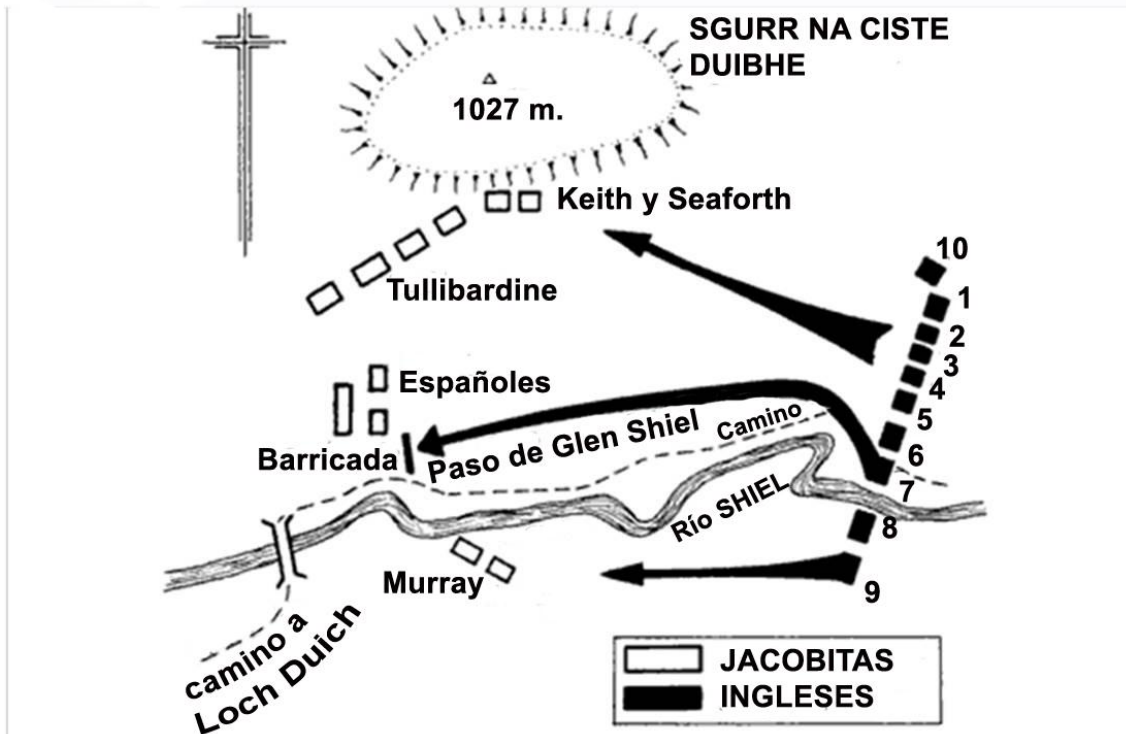 SGURR NA CISTE
DUIBHE
1027 m.
Keith y Seaforth
Tullibardine
10
1
2
3
4
5
6
7
8
9
Españoles
Barricada
Paso de Glen Shiel
Camino
Río SHIEL
Murray
camino a
Loch Duich
JACOBITAS
INGLESES